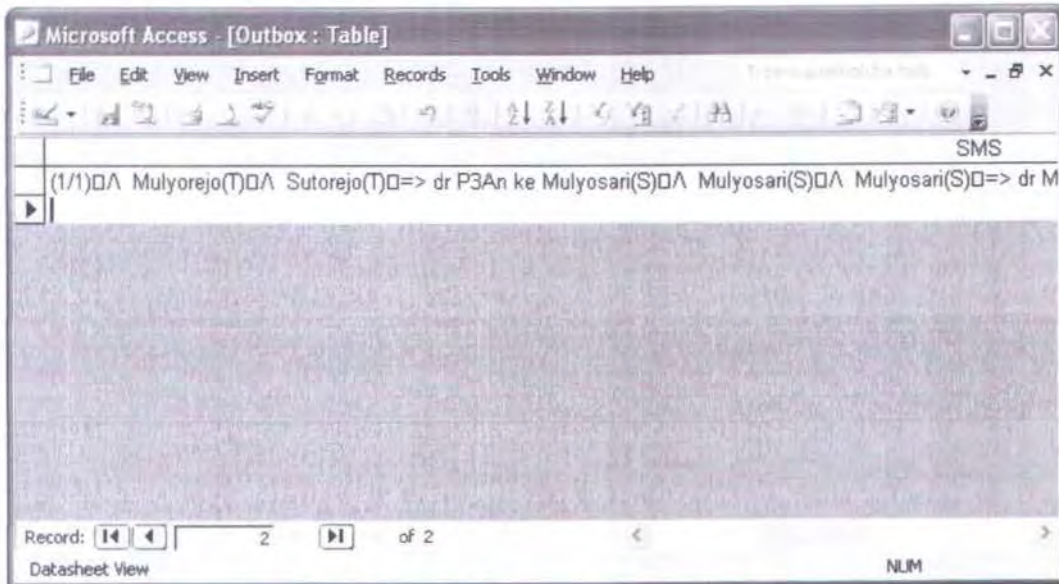 Microsoft Access - [Outbox : Table]
File Edit View Insert Format Records Tools Window Help
SMS
(1/1)□/\ Mulyorejo(T)□/\ Sutorejo(T)□=> dr P3An ke Mulyosari(S)□/\ Mulyosari(S)□/\ Mulyosari(S)□=> dr M
Record: 2 of 2
Datasheet View NUM